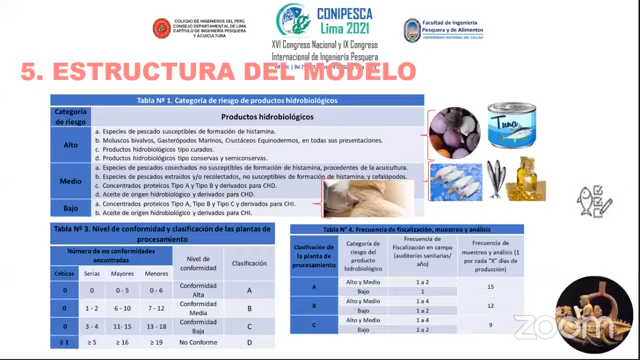 COLEGIO DE INGENIEROS DEL PERÚ
CONSEJO DEPARTAMENTAL DE LIMA
CAPÍTULO DE INGENIERÍA PESQUERA
Y ACUICULTURA
CONIPESCA
Lima 2021
XVI Congreso Nacional y IX Congreso
Internacional de Ingeniería Pesquera
Facultad de Ingeniería
Pesquera y de Alimentos
UNIVERSIDAD NACIONAL DEL CALLAO
5. ESTRUCTURA DEL MODELO
Tabla Nº 1. Categoría de riesgo de productos hidrobiológicos
Categoría de riesgo
Productos hidrobiológicos
Alto
a. Especies de pescado susceptibles de formación de histamina.
b. Moluscos bivalvos, Gasterópodos Marinos, Crustáceos Equinodermos, en todas sus presentaciones.
c. Productos hidrobiológicos tipo curados.
d. Productos hidrobiológicos tipo conservas y semiconservas.
Medio
a. Especies de pescados cosechados no susceptibles de formación de histamina, procedentes de la acuicultura.
b. Especies de pescados extraídos y/o recolectados, no susceptibles de formación de histamina; y cefalópodos.
c. Concentrados proteicos Tipo A y Tipo B y derivados para CHD.
d. Aceite de origen hidrobiológico y derivados para CHD.
Bajo
a. Concentrados proteicos Tipo A, Tipo B y Tipo C y derivados para CHI.
b. Aceite de origen hidrobiológico y derivados para CHI.
Tuna
Tabla Nº 3. Nivel de conformidad y clasificación de las plantas de procesamiento
Número de no conformidades encontradas
Nivel de conformidad
Clasificación
Críticas Serias Mayores Menores
0 0 0 - 5 0 - 6 Conformidad Alta A
0 1 - 2 6 - 10 7 - 12 Conformidad Media B
0 3 - 4 11- 15 13 - 18 Conformidad Baja C
≥ 1 ≥ 5 ≥ 16 ≥ 19 No Conforme D
Tabla N° 4. Frecuencia de fiscalización, muestreo y análisis
Clasificación de la planta de procesamiento
Categoría de riesgo del producto hidrobiológico
Frecuencia de Fiscalización en campo (auditorías sanitarias/año)
Frecuencia de muestreo y análisis (1 por cada "X" días de producción)
A Alto y Medio 1 a 2 15
Bajo 1
B Alto y Medio 1 a 4 12
Bajo 1 a 2
C Alto y Medio 1 a 4 9
Bajo 1 a 2
zoom